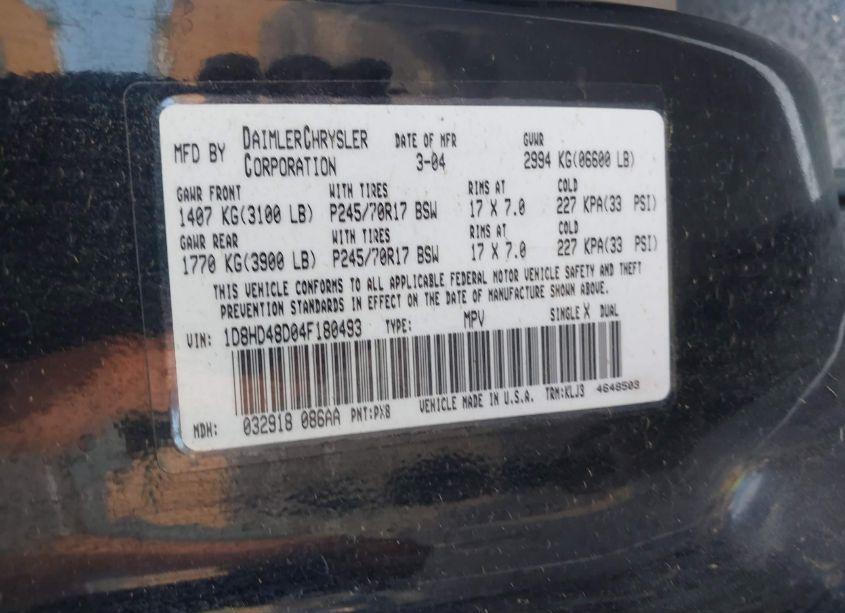 MFD BY DAIMLERCHRYSLER CORPORATION DATE OF MFR 3-04 GVWR 2994 KG(06600 LB)
GAWR FRONT WITH TIRES RIMS AT COLD
1407 KG(3100 LB) P245/70R17 BSW 17 X 7.0 227 KPA(33 PSI)
GAWR REAR WITH TIRES RIMS AT COLD
1770 KG(3900 LB) P245/70R17 BSW 17 X 7.0 227 KPA(33 PSI)
THIS VEHICLE CONFORMS TO ALL APPLICABLE FEDERAL MOTOR VEHICLE SAFETY AND THEFT
PREVENTION STANDARDS IN EFFECT ON THE DATE OF MANUFACTURE SHOWN ABOVE.
VIN: 1D8HD48D04F180493 TYPE: MPV SINGLE X DUAL
MDH: 032918 086AA PNT:PX8 VEHICLE MADE IN U.S.A. TRM:KLJ3 4648503